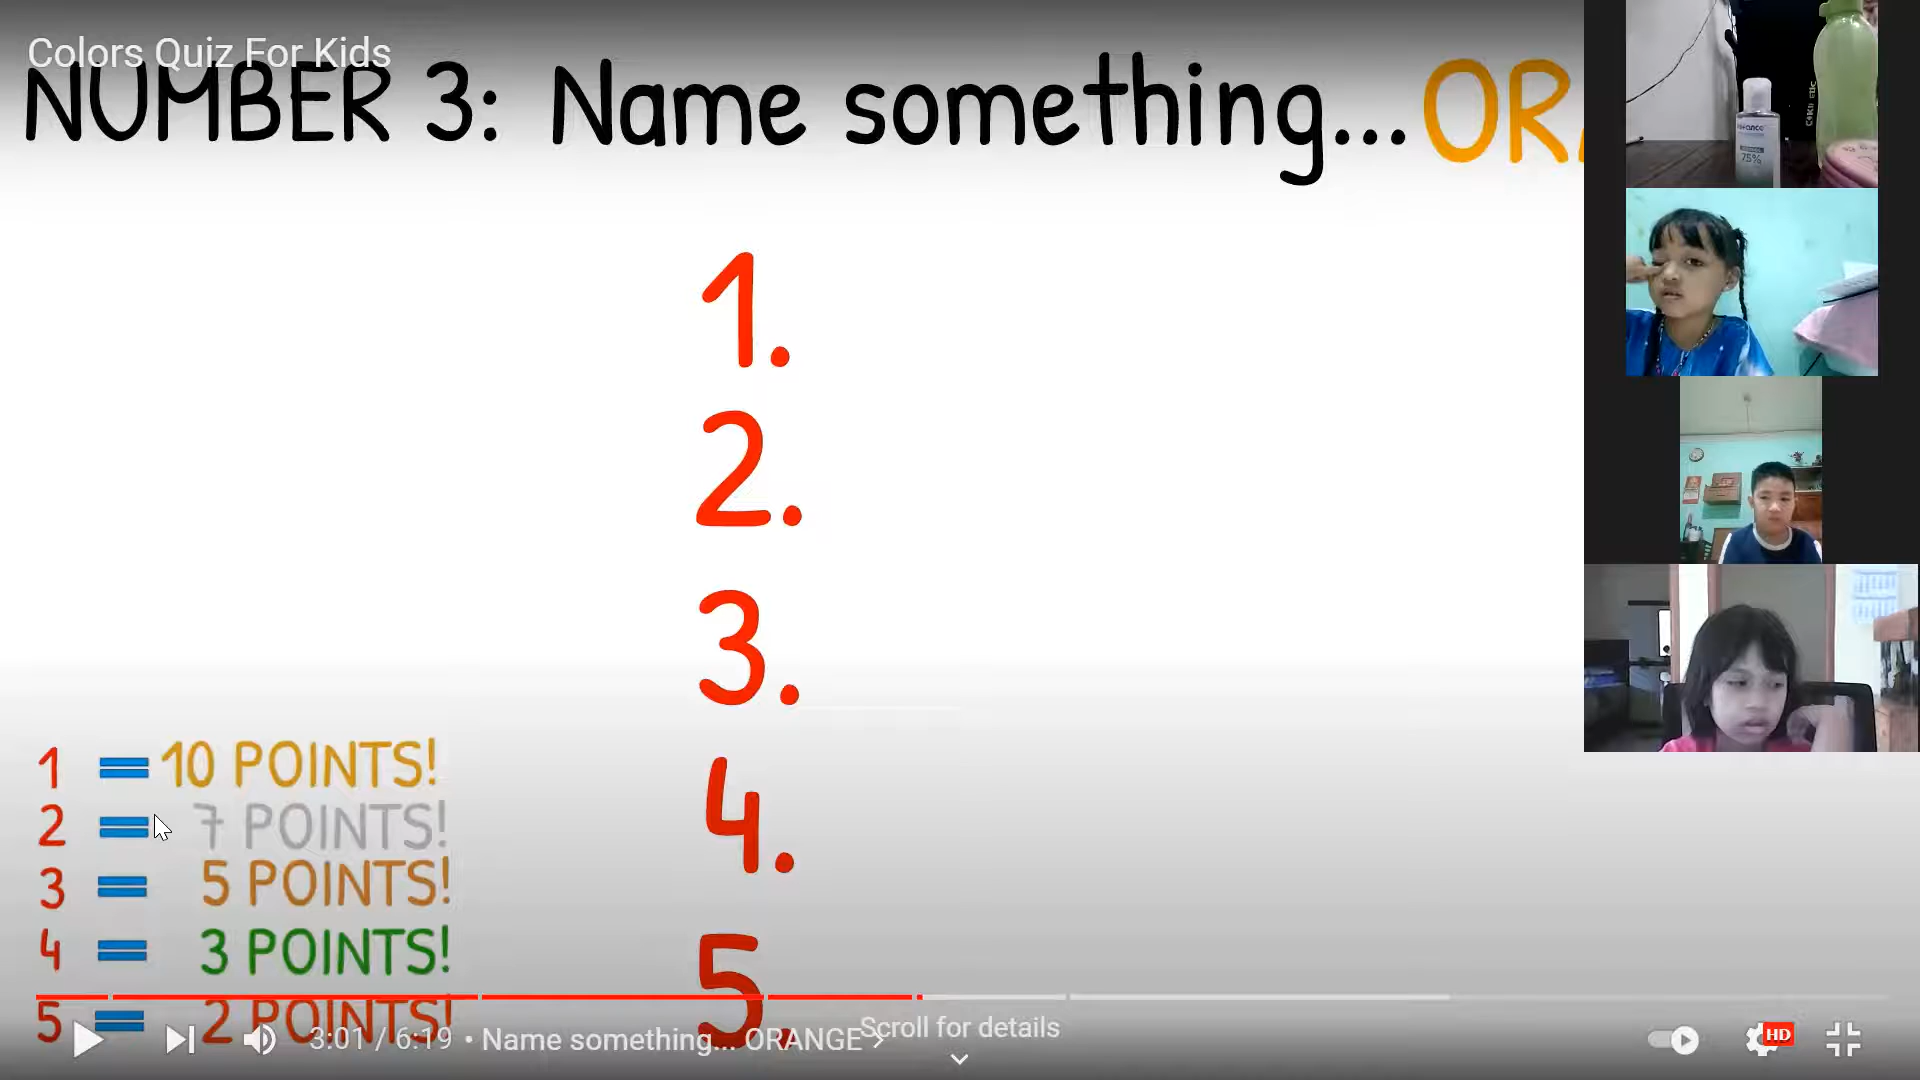 Colors Quiz For Kids
NUMBER 3: Name something... OR
1.
2.
3.
4.
5.
1 = 10 POINTS!
2 = 7 POINTS!
3 = 5 POINTS!
4 = 3 POINTS!
5 = 2 POINTS!
3:01 / 6:19 • Name something... ORANGE >
Scroll for details
HD
75%